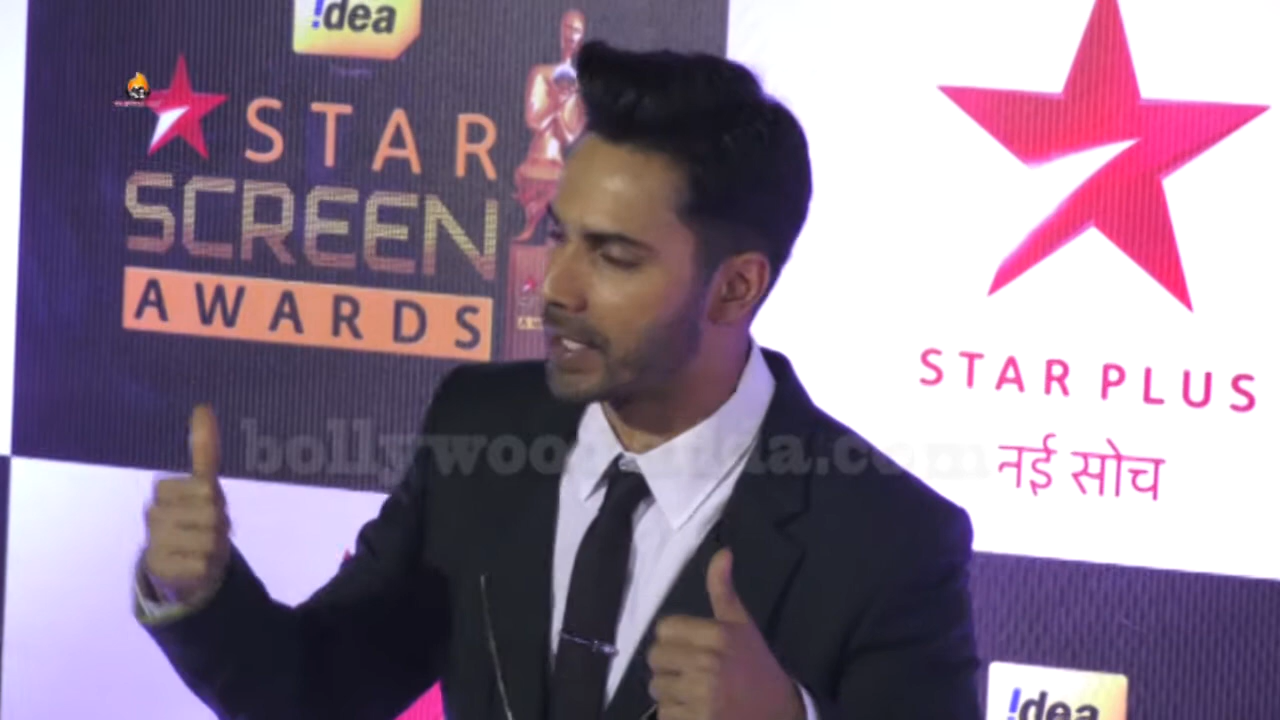 !dea
STAR
SCREEN
AWARDS
STAR PLUS
नई सोच
!dea